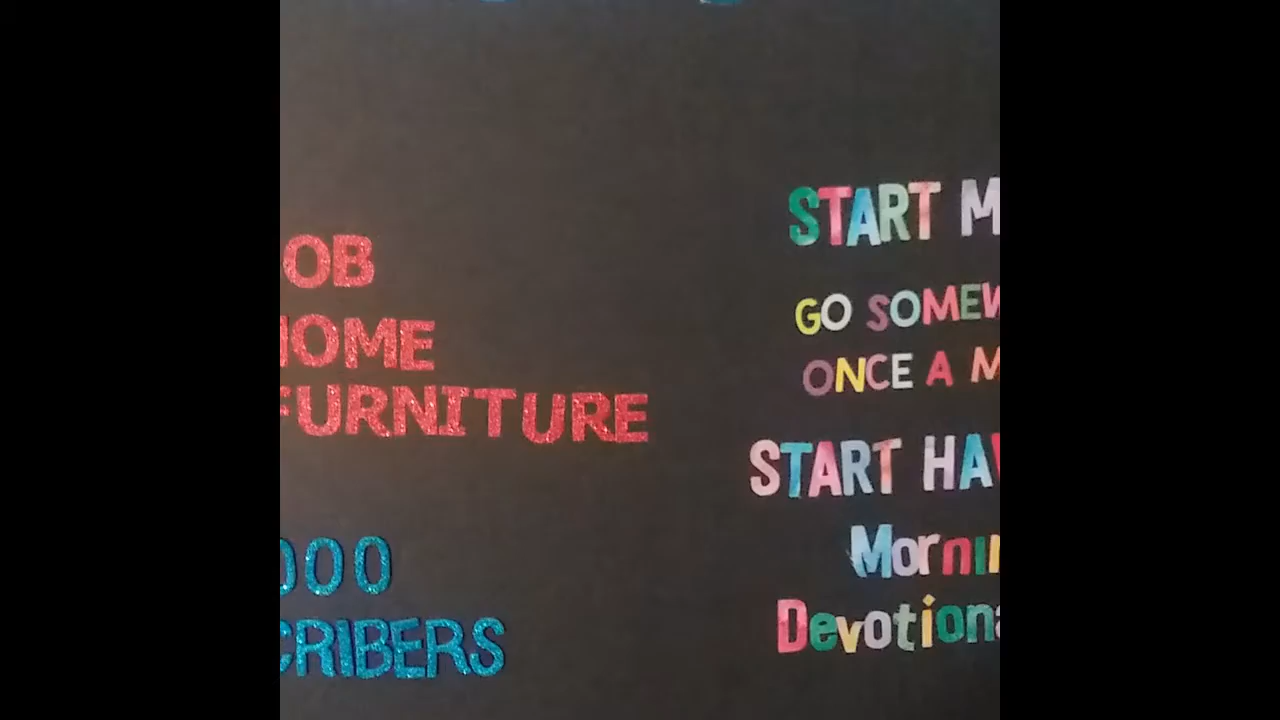 OB
HOME
FURNITURE
000
CRIBERS
START M
GO SOMEW
ONCE A M
START HAV
Mornin
Devotiona